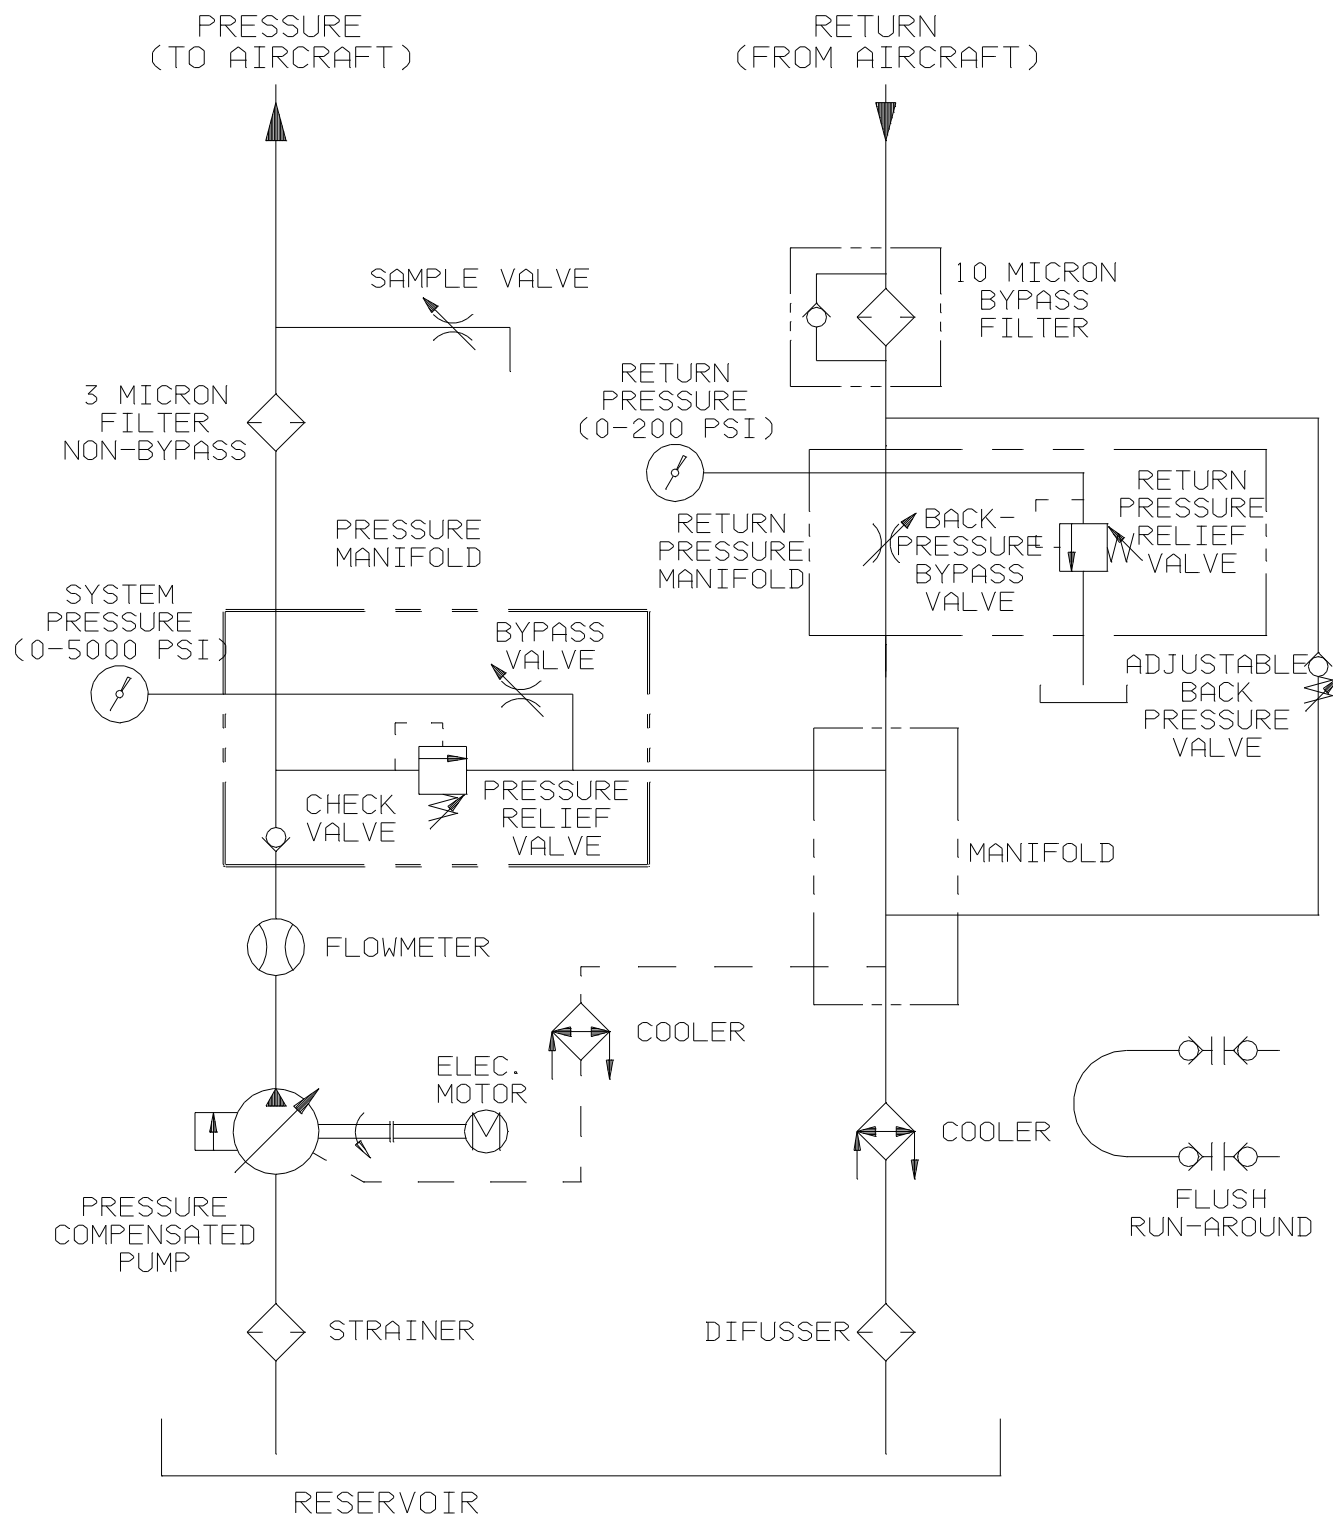 PRESSURE
(TO AIRCRAFT)
RETURN
(FROM AIRCRAFT)
SAMPLE VALVE
10 MICRON
BYPASS
FILTER
3 MICRON
FILTER
NON-BYPASS
RETURN
PRESSURE
(0-200 PSI)
PRESSURE
MANIFOLD
RETURN
PRESSURE
MANIFOLD
BACK-
PRESSURE
BYPASS
VALVE
RETURN
PRESSURE
RELIEF
VALVE
SYSTEM
PRESSURE
(0-5000 PSI)
BYPASS
VALVE
ADJUSTABLE
BACK
PRESSURE
VALVE
CHECK
VALVE
PRESSURE
RELIEF
VALVE
MANIFOLD
FLOWMETER
COOLER
ELEC.
MOTOR
M
COOLER
PRESSURE
COMPENSATED
PUMP
FLUSH
RUN-AROUND
STRAINER
DIFUSSER
RESERVOIR